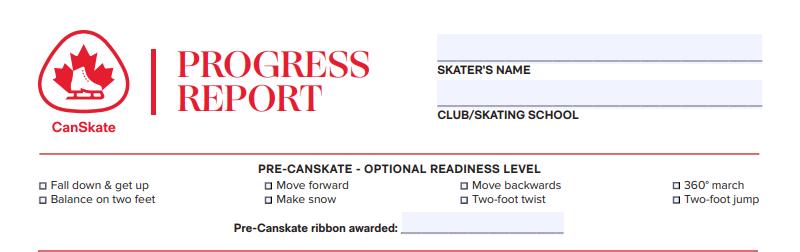 CanSkate
PROGRESS
REPORT
SKATER'S NAME
CLUB/SKATING SCHOOL
PRE-CANSKATE - OPTIONAL READINESS LEVEL
Fall down & get up Move forward Move backwards 360° march
Balance on two feet Make snow Two-foot twist Two-foot jump
Pre-Canskate ribbon awarded: